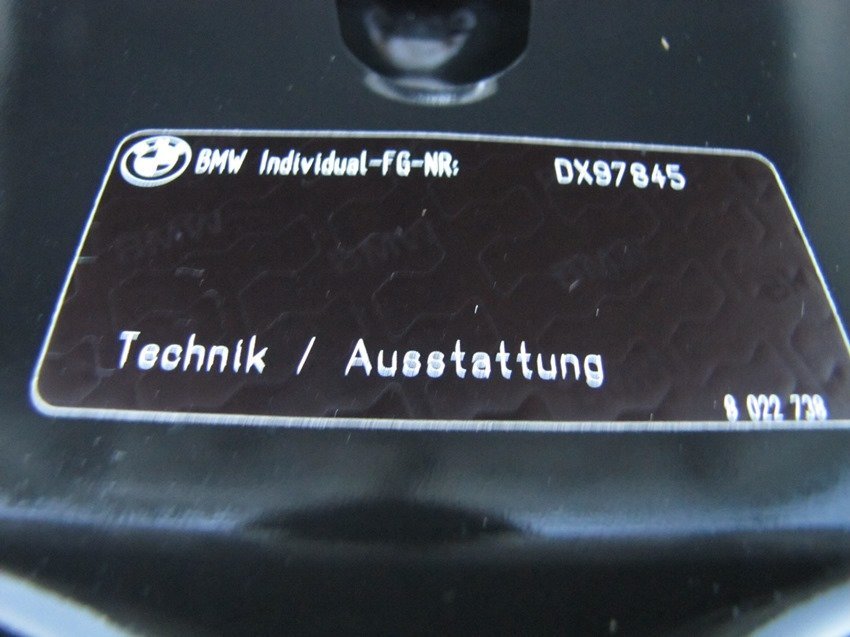 BMW Individual-FG-NR: DX97845
Technik / Ausstattung
8 022 738